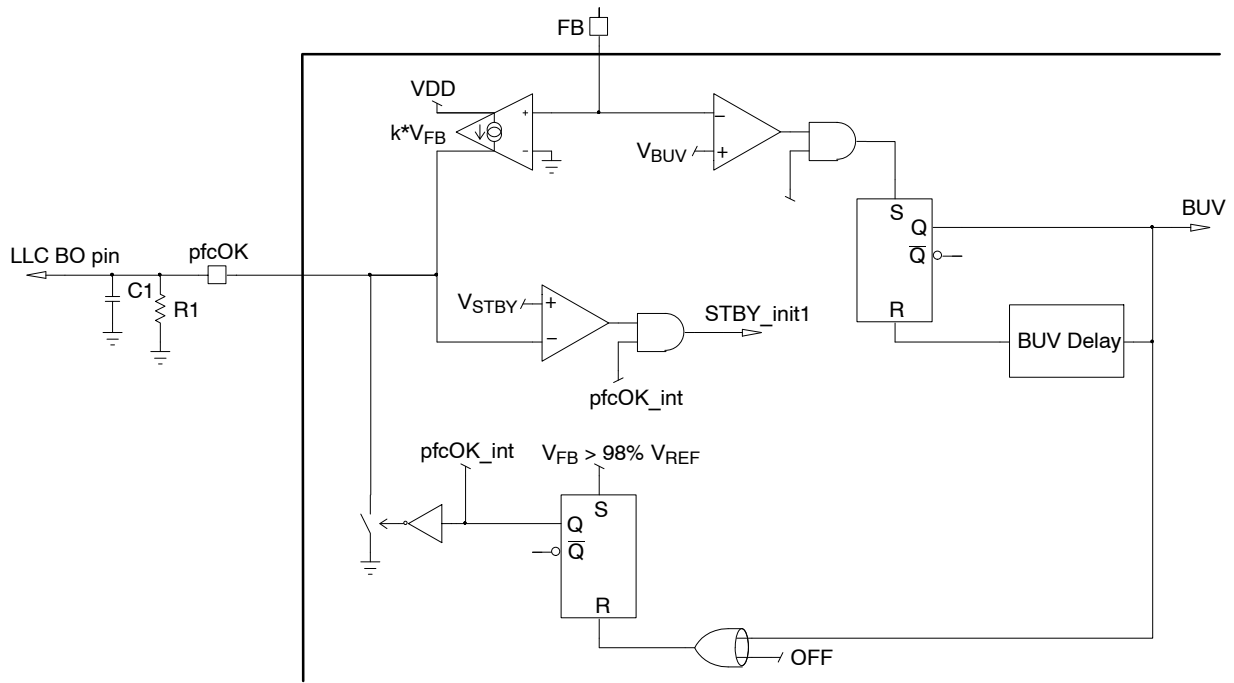 FB
VDD
k*VFB
+
-
-
+
VBUV
S
Q
Q
R
BUV
LLC BO pin
pfcOK
C1
R1
VSTBY
+
-
STBY_init1
BUV Delay
pfcOK_int
pfcOK_int
VFB > 98% VREF
S
Q
Q
R
OFF